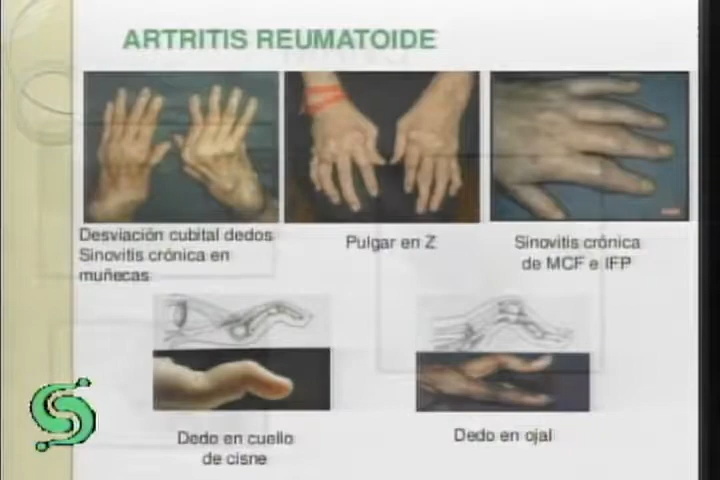 ARTRITIS REUMATOIDE
Desviación cubital dedos
Sinovitis crónica en
muñecas
Pulgar en Z
Sinovitis crónica
de MCF e IFP
Dedo en cuello
de cisne
Dedo en ojal